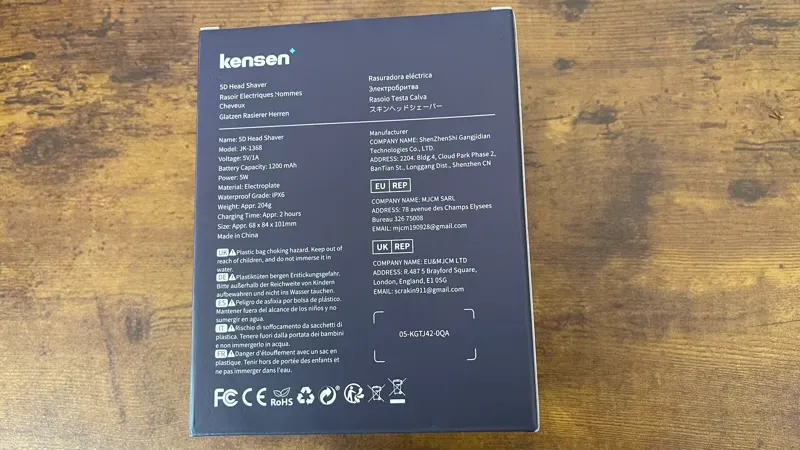 kensen
5D Head Shaver
Rasoir Electriques Hommes
Cheveux
Glatzen Rasierer Herren
Rasuradora eléctrica
Электробритва
Rasoio Testa Calva
スキンヘッドシェーバー
Name: 5D Head Shaver
Model: JK-1368
Voltage: 5V/1A
Battery Capacity: 1200 mAh
Power: 5W
Material: Electroplate
Waterproof Grade: IPX6
Weight: Appr. 204g
Charging Time: Appr. 2 hours
Size: Appr. 68 x 84 x 101mm
Made in China
UK Plastic bag choking hazard. Keep out of
reach of children, and do not immerse it in
water.
DE Plastiktüten bergen Erstickungsgefahr.
Bitte außerhalb der Reichweite von Kindern
aufbewahren und nicht ins Wasser tauchen.
ES Peligro de asfixia por bolsa de plástico.
Mantener fuera del alcance de los niños y no
sumergir en agua.
IT Rischio di soffocamento da sacchetti di
plastica. Tenere fuori dalla portata dei bambini
e non immergerlo in acqua.
FR Danger d'étouffement avec un sac en
plastique. Tenir hors de portée des enfants et
ne pas immerger dans l'eau.
Manufacturer
COMPANY NAME: ShenZhenShi Gangjidian
Technologies Co., LTD.
ADDRESS: 2204. Bldg.4, Cloud Park Phase 2,
BanTian St., Longgang Dist., Shenzhen CN
EU REP
COMPANY NAME: MJCM SARL
ADDRESS: 78 avenue des Champs Elysees
Bureau 326 75008
EMAIL: mjcm190928@gmail.com
UK REP
COMPANY NAME: EU&MJCM LTD
ADDRESS: R.487 5 Brayford Square,
London, England, E1 0SG
EMAIL: scrakin911@gmail.com
05-KGTJ42-0QA
FC CE RoHS